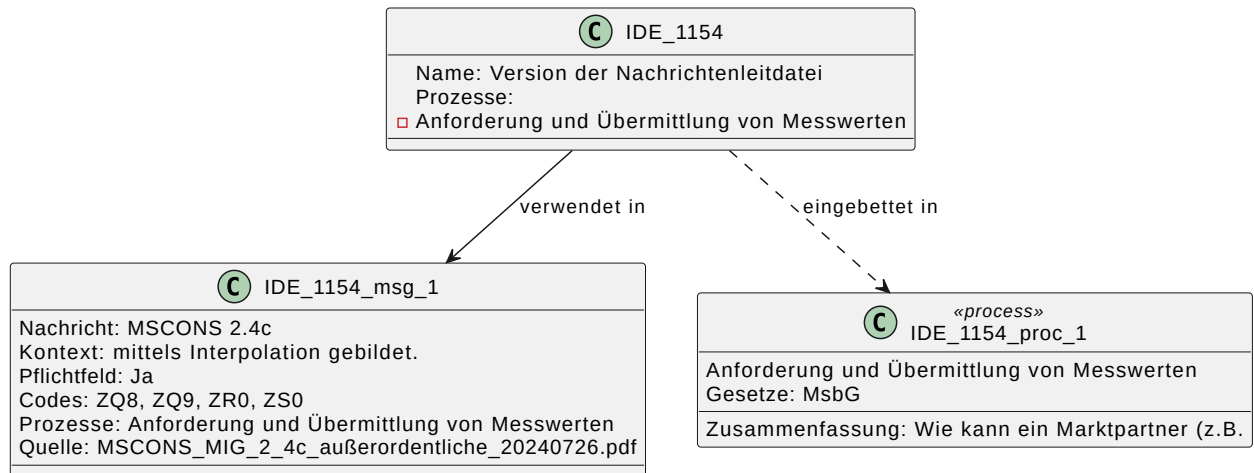 C IDE_1154
Name: Version der Nachrichtenleitdatei
Prozesse:
Anforderung und Übermittlung von Messwerten
verwendet in
eingebettet in
C IDE_1154_msg_1
Nachricht: MSCONS 2.4c
Kontext: mittels Interpolation gebildet.
Pflichtfeld: Ja
Codes: ZQ8, ZQ9, ZR0, ZS0
Prozesse: Anforderung und Übermittlung von Messwerten
Quelle: MSCONS_MIG_2_4c_außerordentliche_20240726.pdf
«process»
C IDE_1154_proc_1
Anforderung und Übermittlung von Messwerten
Gesetze: MsbG
Zusammenfassung: Wie kann ein Marktpartner (z.B.